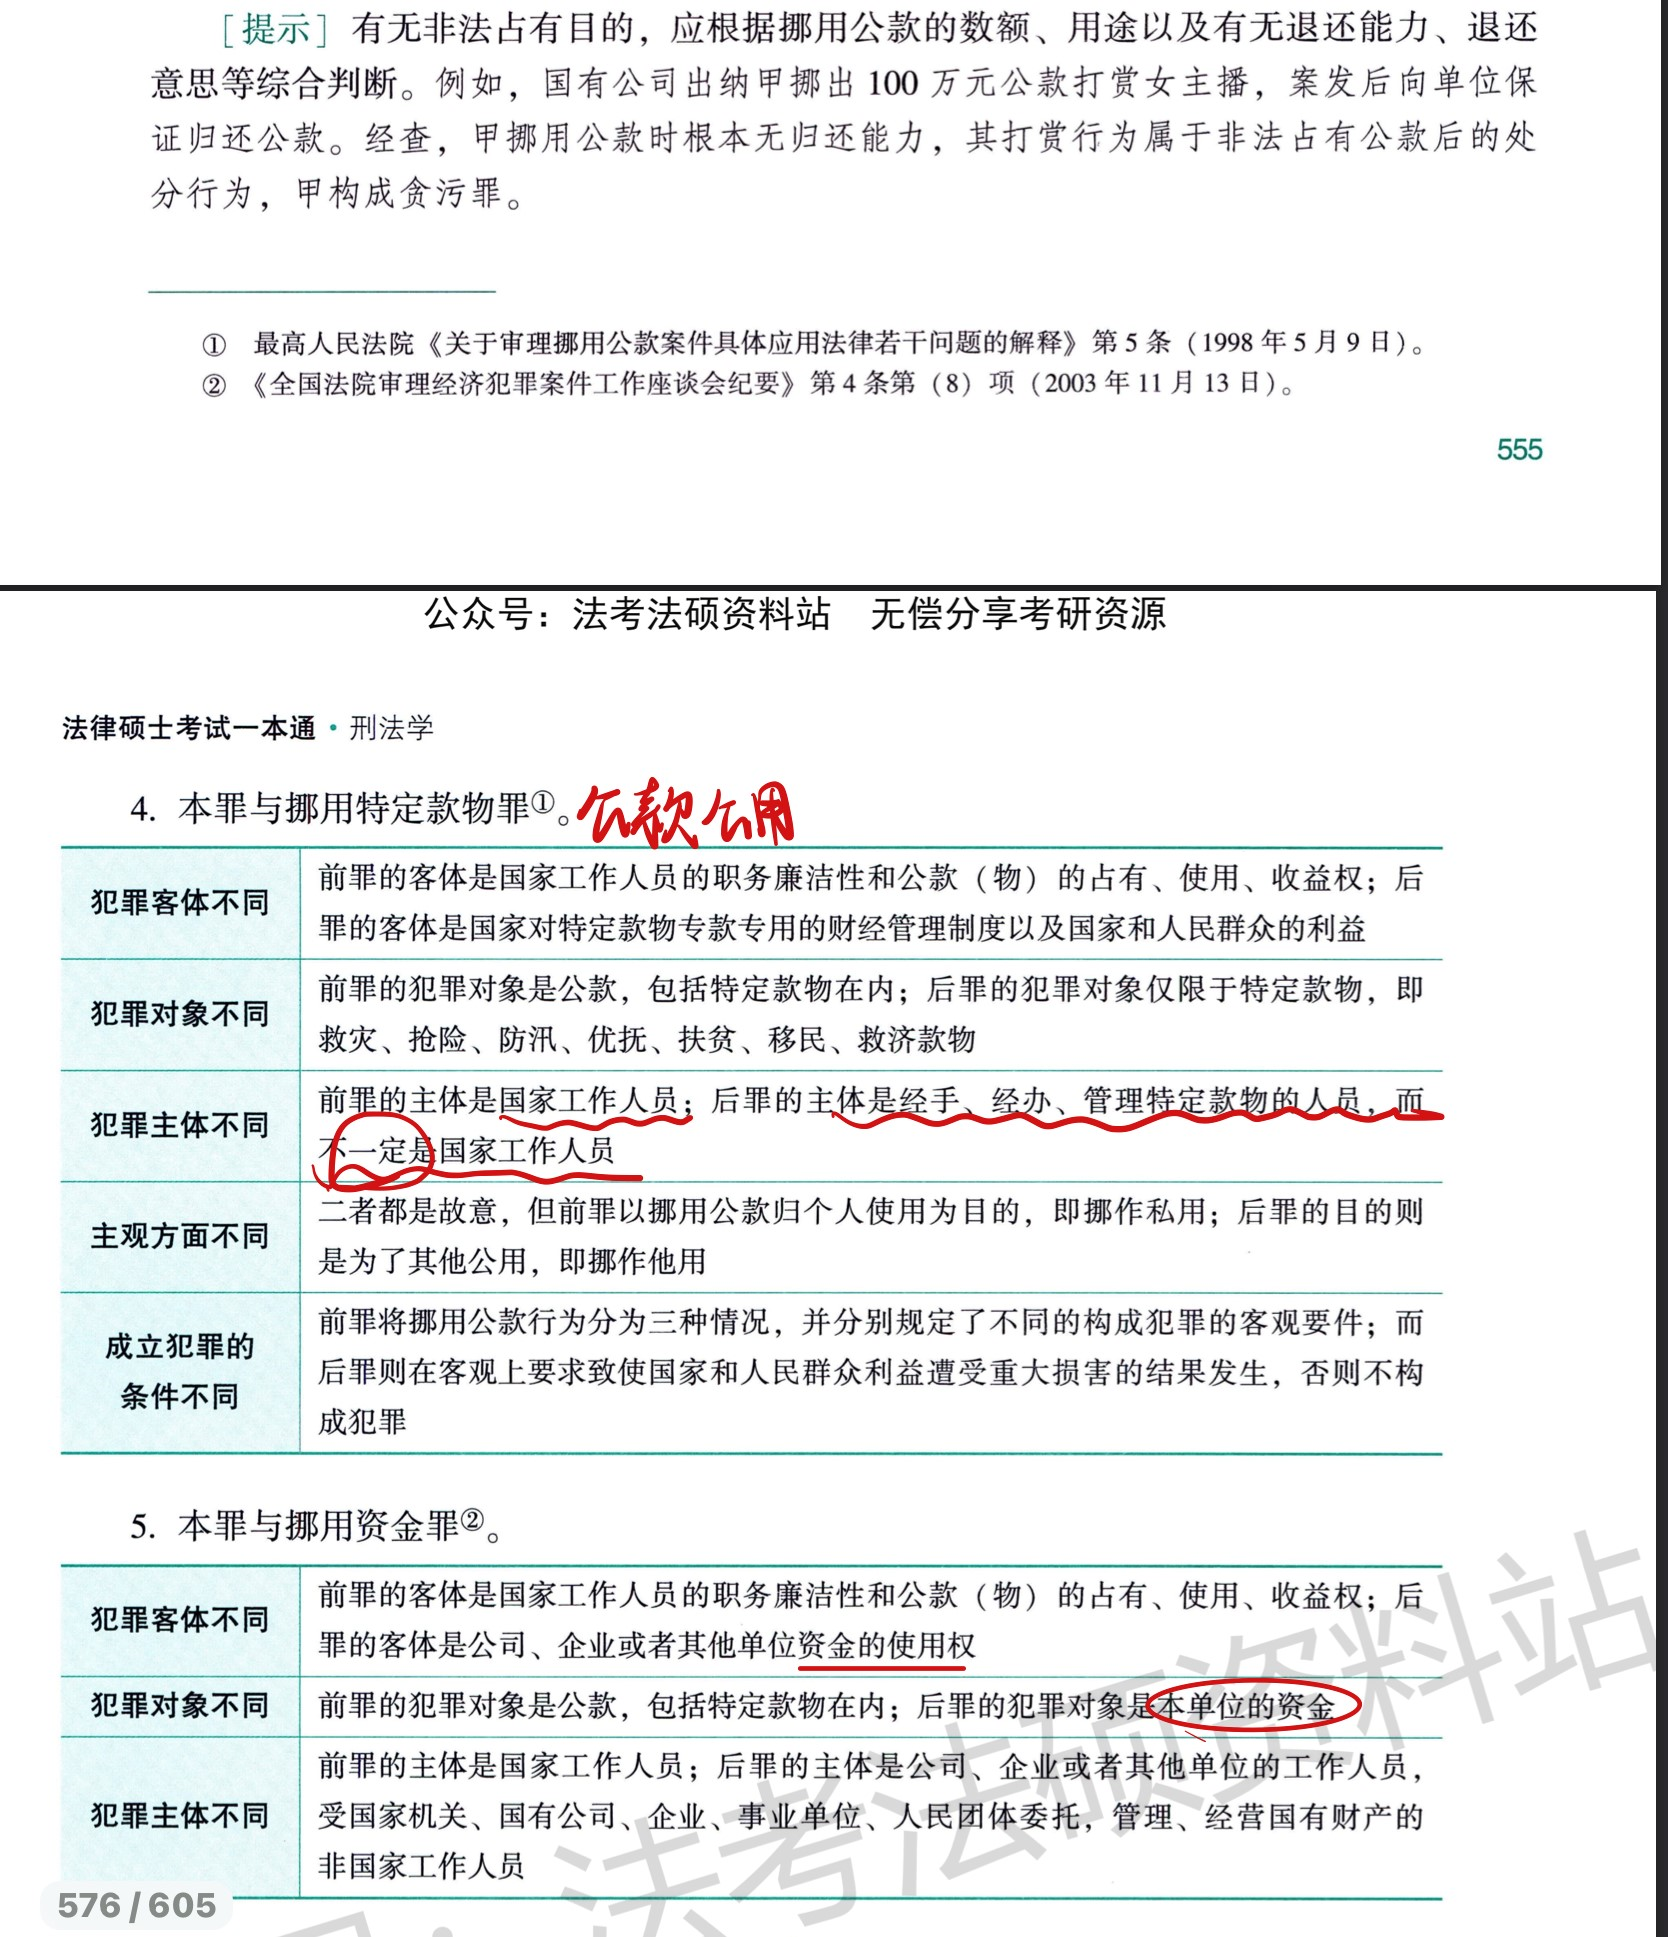 ［提示］有无非法占有目的，应根据挪用公款的数额、用途以及有无退还能力、退还
意思等综合判断。例如，国有公司出纳甲挪出 100 万元公款打赏女主播，案发后向单位保
证归还公款。经查，甲挪用公款时根本无归还能力，其打赏行为属于非法占有公款后的处
分行为，甲构成贪污罪。
① 最高人民法院《关于审理挪用公款案件具体应用法律若干问题的解释》第 5 条（1998 年 5 月 9 日）。
② 《全国法院审理经济犯罪案件工作座谈会纪要》第 4 条第（8）项（2003 年 11 月 13 日）。
555
公众号：法考法硕资料站 无偿分享考研资源
法律硕士考试一本通·刑法学
4. 本罪与挪用特定款物罪①。公款公用
犯罪客体不同
前罪的客体是国家工作人员的职务廉洁性和公款（物）的占有、使用、收益权；后
罪的客体是国家对特定款物专款专用的财经管理制度以及国家和人民群众的利益
犯罪对象不同
前罪的犯罪对象是公款，包括特定款物在内；后罪的犯罪对象仅限于特定款物，即
救灾、抢险、防汛、优抚、扶贫、移民、救济款物
犯罪主体不同
前罪的主体是国家工作人员；后罪的主体是经手、经办、管理特定款物的人员，而
不一定是国家工作人员
主观方面不同
二者都是故意，但前罪以挪用公款归个人使用为目的，即挪作私用；后罪的目的则
是为了其他公用，即挪作他用
成立犯罪的
条件不同
前罪将挪用公款行为分为三种情况，并分别规定了不同的构成犯罪的客观要件；而
后罪则在客观上要求致使国家和人民群众利益遭受重大损害的结果发生，否则不构
成犯罪
5. 本罪与挪用资金罪②。
犯罪客体不同
前罪的客体是国家工作人员的职务廉洁性和公款（物）的占有、使用、收益权；后
罪的客体是公司、企业或者其他单位资金的使用权
犯罪对象不同
前罪的犯罪对象是公款，包括特定款物在内；后罪的犯罪对象是本单位的资金
犯罪主体不同
前罪的主体是国家工作人员；后罪的主体是公司、企业或者其他单位的工作人员，
受国家机关、国有公司、企业、事业单位、人民团体委托，管理、经营国有财产的
非国家工作人员
576 / 605
：法考法硕资料站